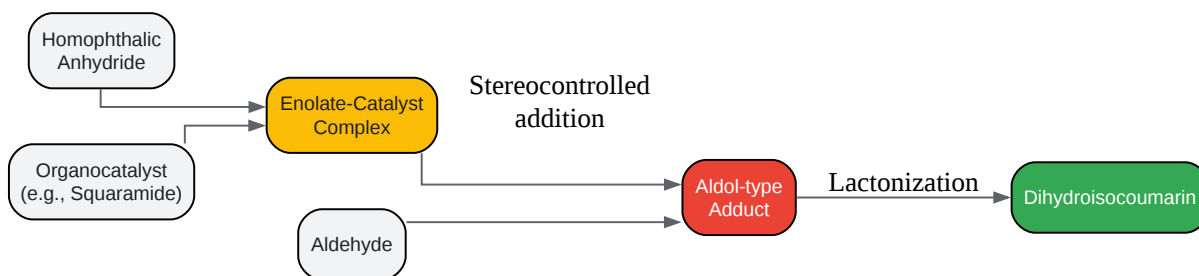 Homophthalic
Anhydride
Organocatalyst
(e.g., Squaramide)
Enolate-Catalyst
Complex
Stereocontrolled
addition
Aldehyde
Aldol-type
Adduct
Lactonization
Dihydroisocoumarin